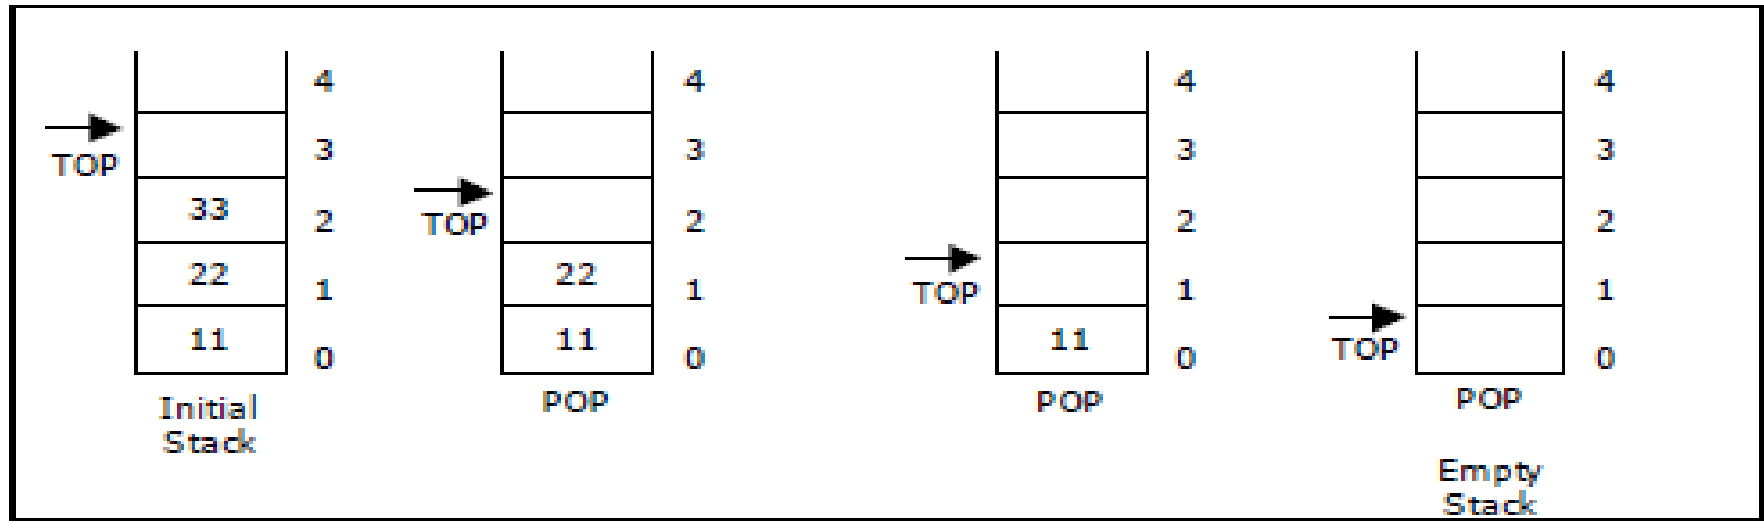 4 4 4 4
TOP 3 3 3 3
33 2 TOP 2 2 2
22 1 22 1 TOP 1 1
11 0 11 0 11 0 TOP 0
Initial POP POP POP
Stack
Empty
Stack